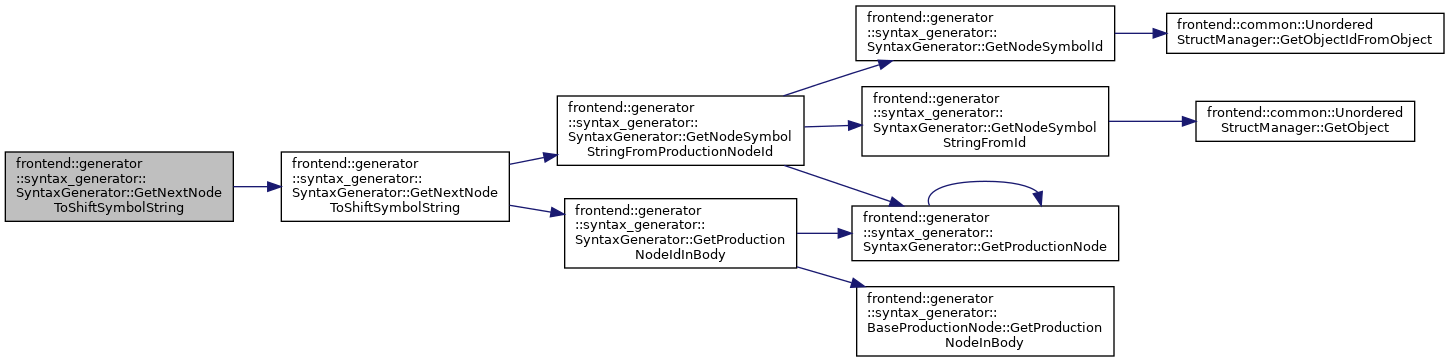 frontend::generator
::syntax_generator::
SyntaxGenerator::GetNextNode
ToShiftSymbolString
frontend::generator
::syntax_generator::
SyntaxGenerator::GetNextNode
ToShiftSymbolString
frontend::generator
::syntax_generator::
SyntaxGenerator::GetNodeSymbol
StringFromProductionNodeId
frontend::generator
::syntax_generator::
SyntaxGenerator::GetProduction
NodeIdInBody
frontend::generator
::syntax_generator::
SyntaxGenerator::GetNodeSymbolId
frontend::generator
::syntax_generator::
SyntaxGenerator::GetNodeSymbol
StringFromId
frontend::generator
::syntax_generator::
SyntaxGenerator::GetProductionNode
frontend::generator
::syntax_generator::
BaseProductionNode::GetProduction
NodeInBody
frontend::common::Unordered
StructManager::GetObjectIdFromObject
frontend::common::Unordered
StructManager::GetObject